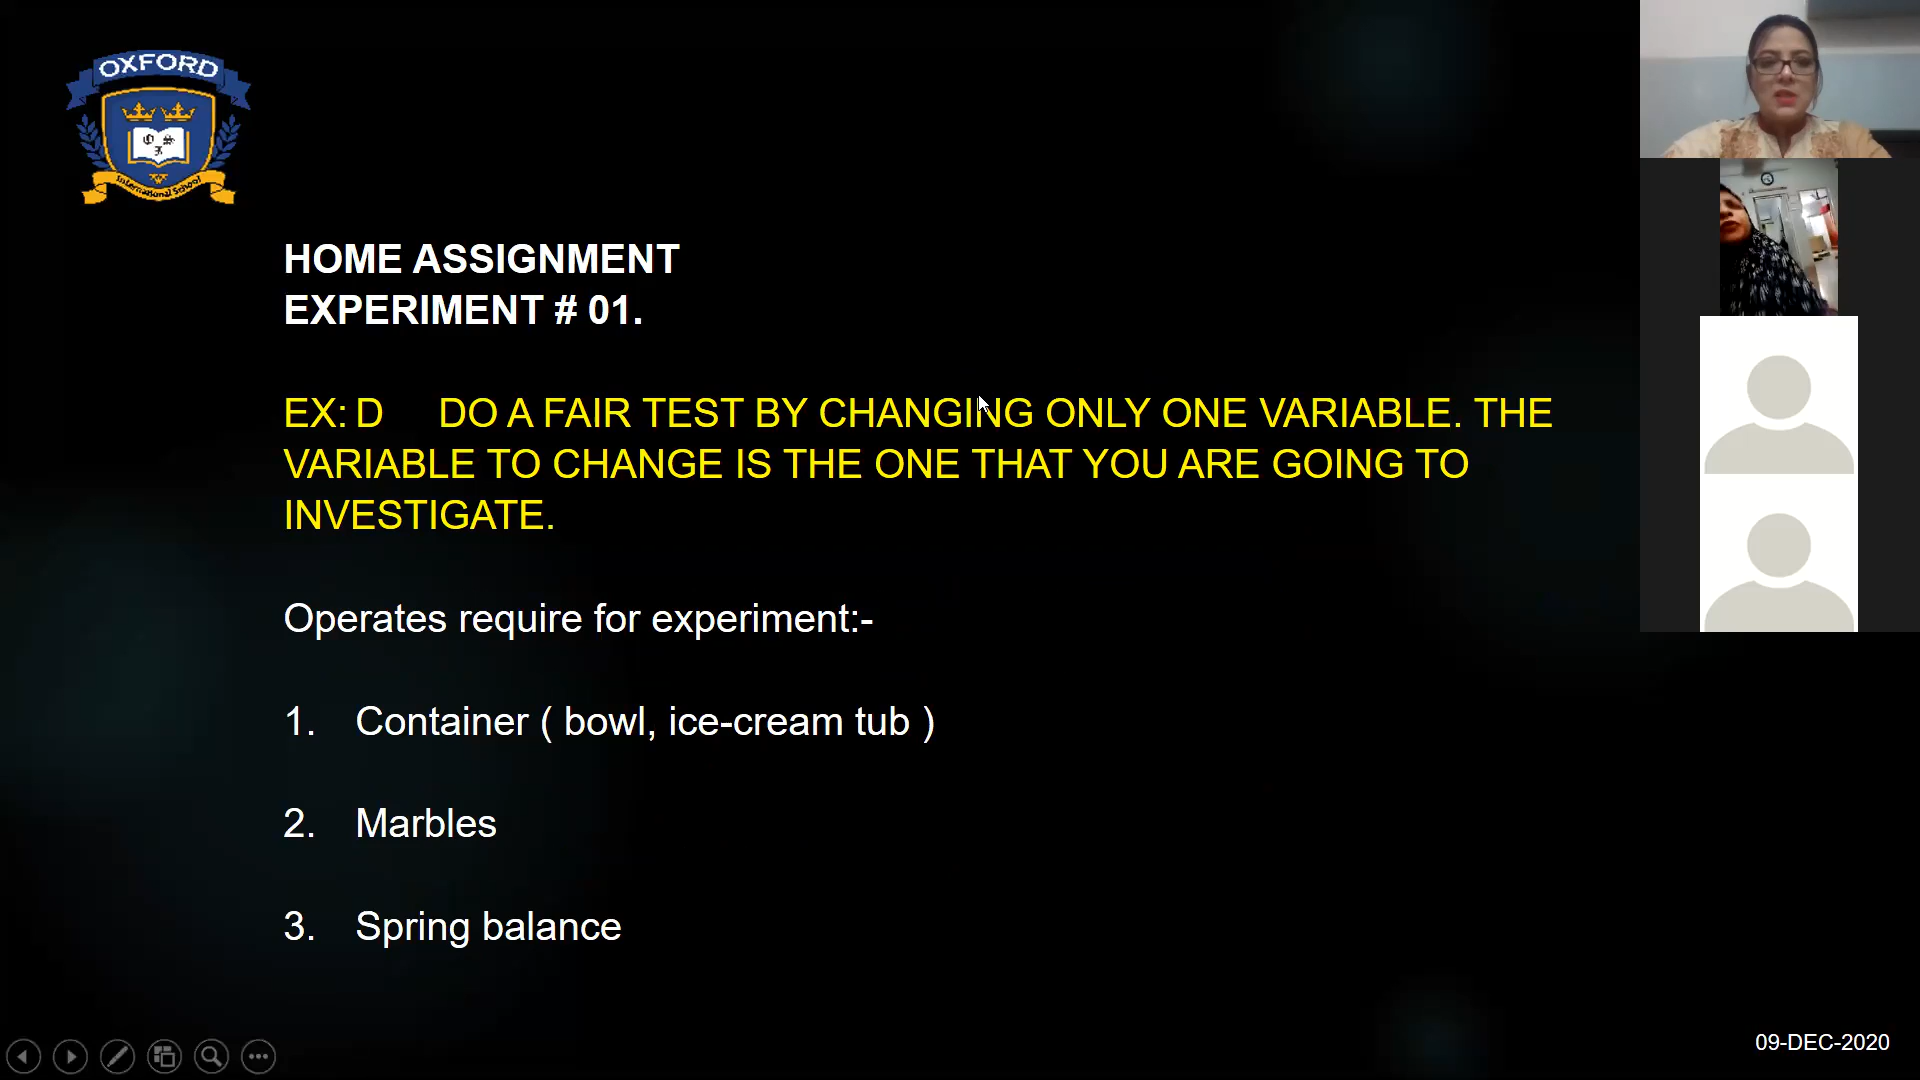 OXFORD
International School
HOME ASSIGNMENT
EXPERIMENT # 01.
EX: D DO A FAIR TEST BY CHANGING ONLY ONE VARIABLE. THE
VARIABLE TO CHANGE IS THE ONE THAT YOU ARE GOING TO
INVESTIGATE.
Operates require for experiment:-
1. Container ( bowl, ice-cream tub )
2. Marbles
3. Spring balance
09-DEC-2020